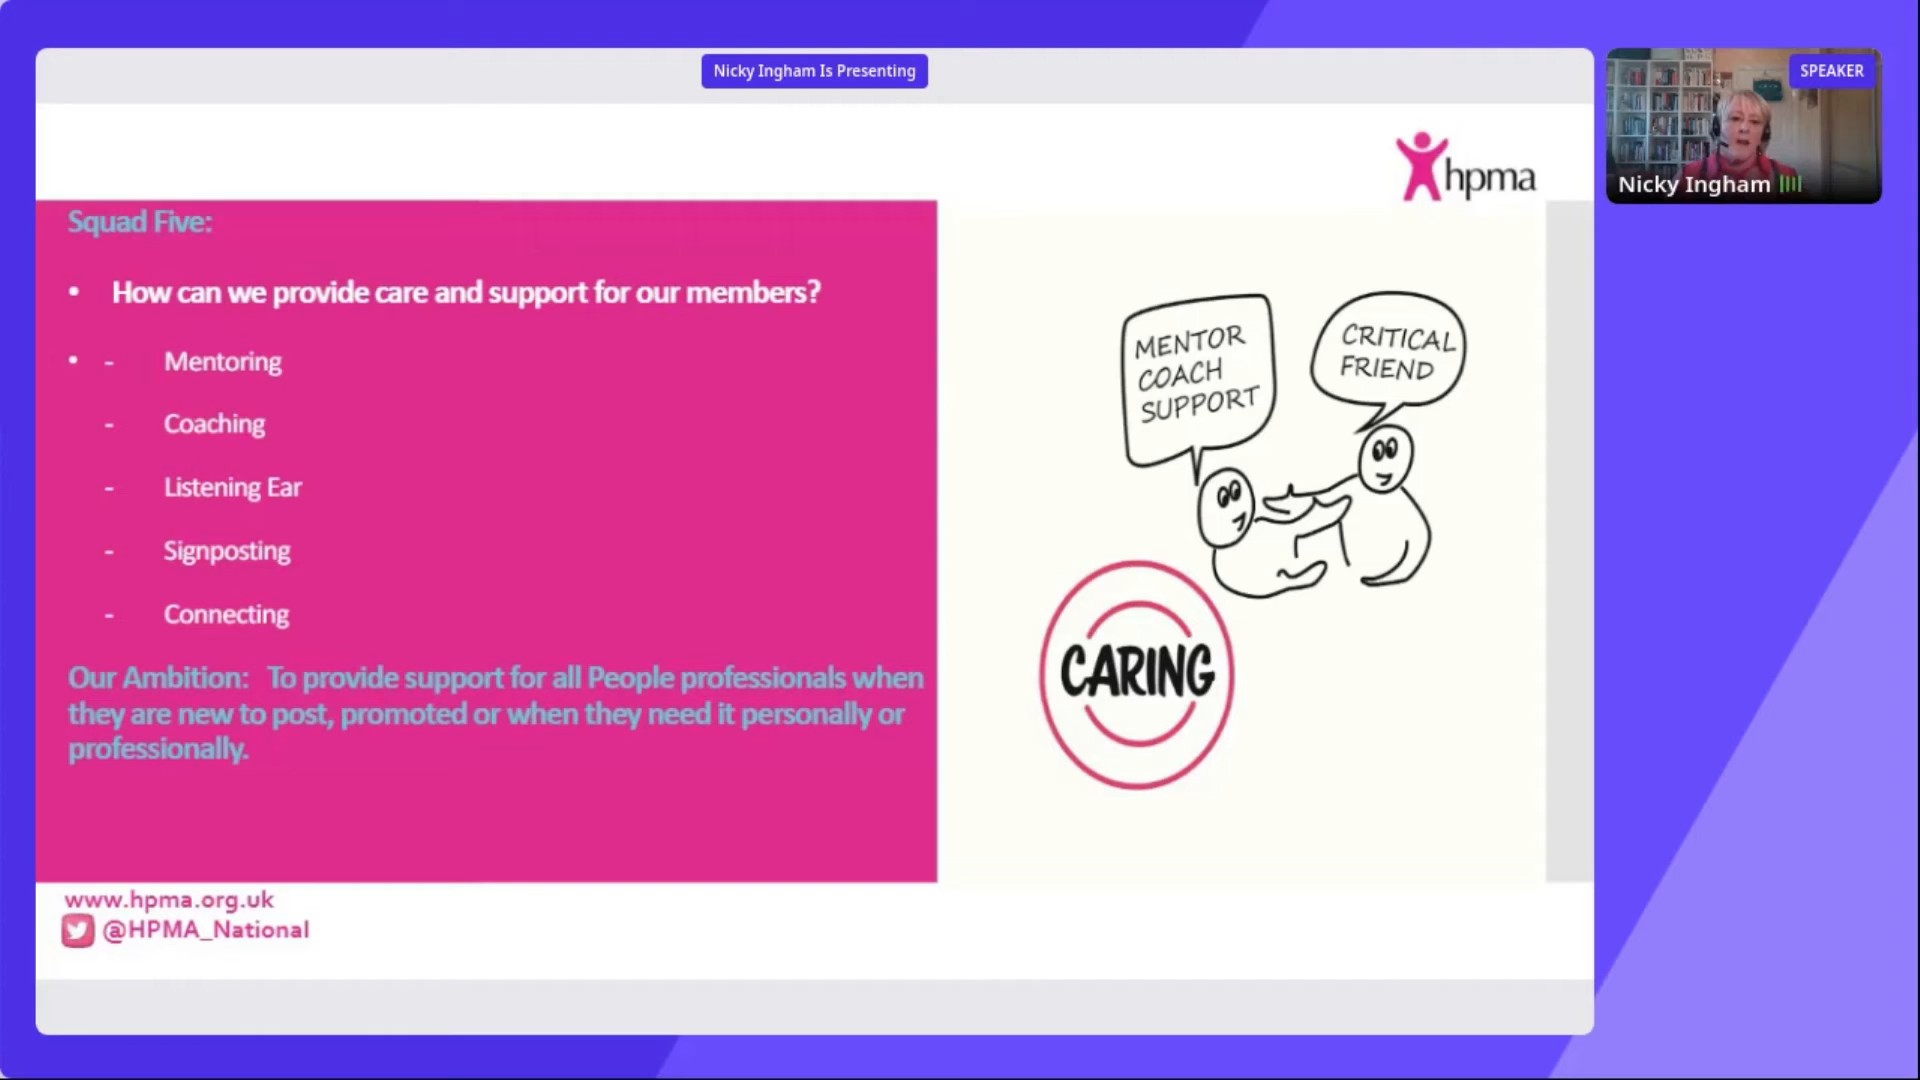 Nicky Ingham Is Presenting
SPEAKER
Nicky Ingham
hpma
Squad Five:
• How can we provide care and support for our members?
• - Mentoring
- Coaching
- Listening Ear
- Signposting
- Connecting
Our Ambition: To provide support for all People professionals when
they are new to post, promoted or when they need it personally or
professionally.
MENTOR
COACH
SUPPORT
CRITICAL
FRIEND
CARING
www.hpma.org.uk
@HPMA_National